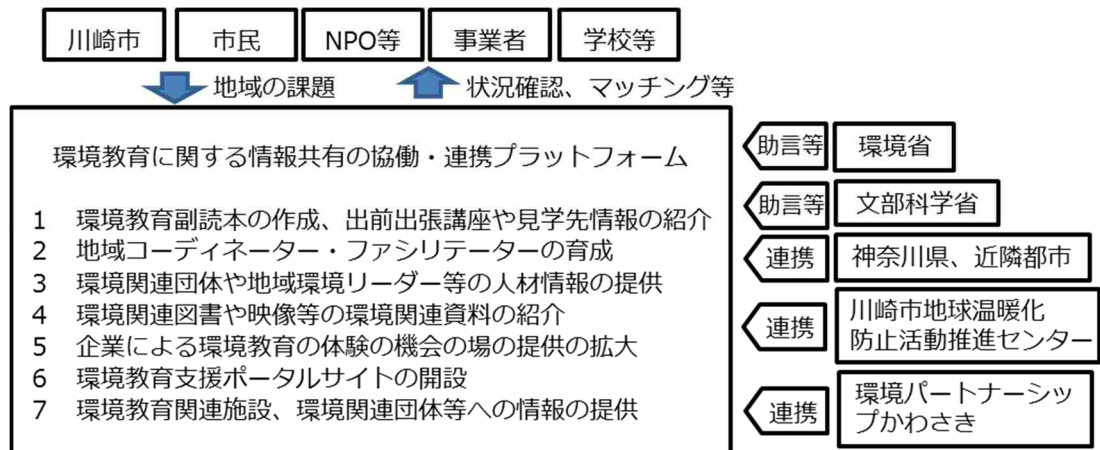 川崎市 市民 NPO等 事業者 学校等
地域の課題 状況確認、マッチング等
環境教育に関する情報共有の協働・連携プラットフォーム
1 環境教育副読本の作成、出前出張講座や見学先情報の紹介
2 地域コーディネーター・ファシリテーターの育成
3 環境関連団体や地域環境リーダー等の人材情報の提供
4 環境関連図書や映像等の環境関連資料の紹介
5 企業による環境教育の体験の機会の場の提供の拡大
6 環境教育支援ポータルサイトの開設
7 環境教育関連施設、環境関連団体等への情報の提供
助言等 環境省
助言等 文部科学省
連携 神奈川県、近隣都市
連携 川崎市地球温暖化
防止活動推進センター
連携 環境パートナーシッ
プかわさき